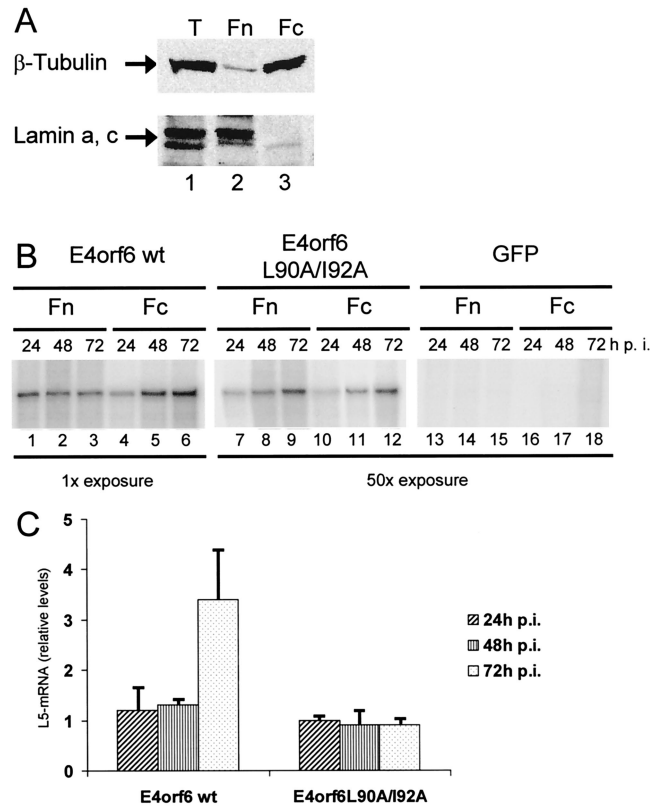 A
T Fn Fc
β-Tubulin
Lamin a, c
1 2 3
B
E4orf6 wt
E4orf6
L90A/I92A
GFP
Fn Fc Fn Fc Fn Fc
24 48 72 24 48 72 24 48 72 24 48 72 24 48 72 24 48 72 h p. i.
1 2 3 4 5 6 7 8 9 10 11 12 13 14 15 16 17 18
1x exposure 50x exposure
C
L5-mRNA (relative levels)
5
4
3
2
1
0
24h p.i.
48h p.i.
72h p.i.
E4orf6 wt E4orf6L90A/I92A